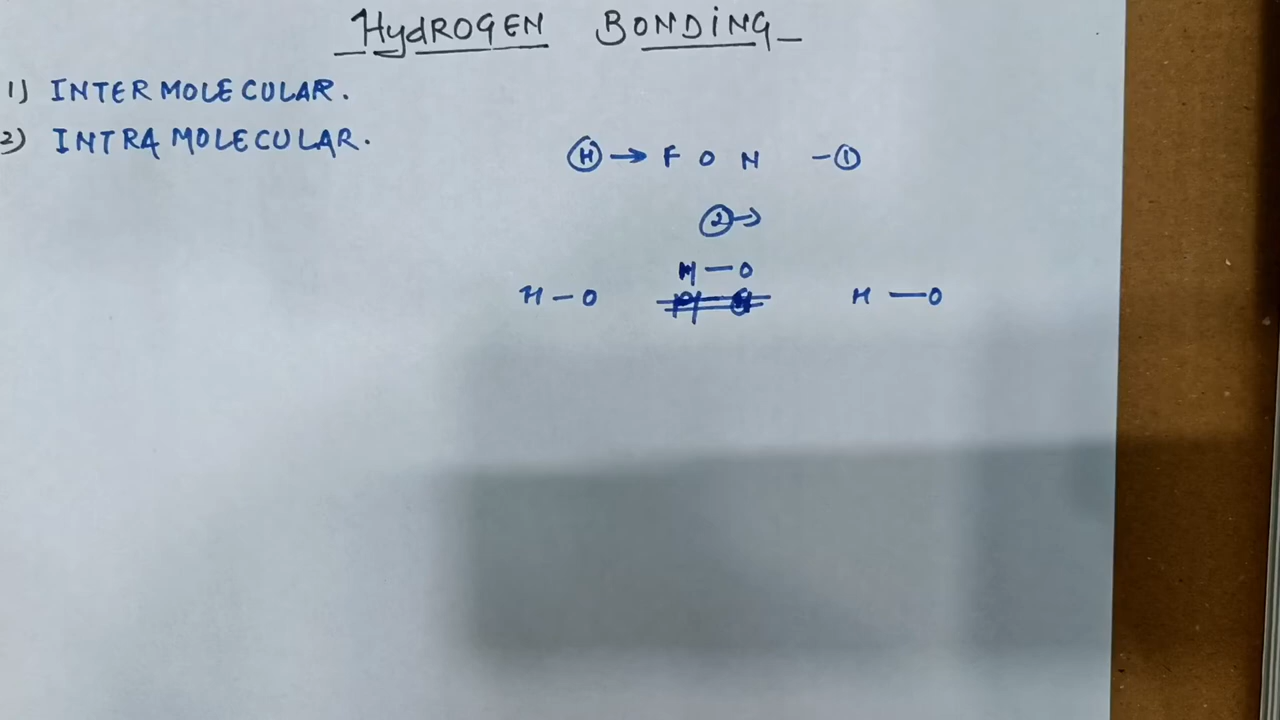 HydROGEN BONDING
1) INTERMOLECULAR.
2) INTRAMOLECULAR.
H → F O N - 1
2 →
H - O
H - O H - O